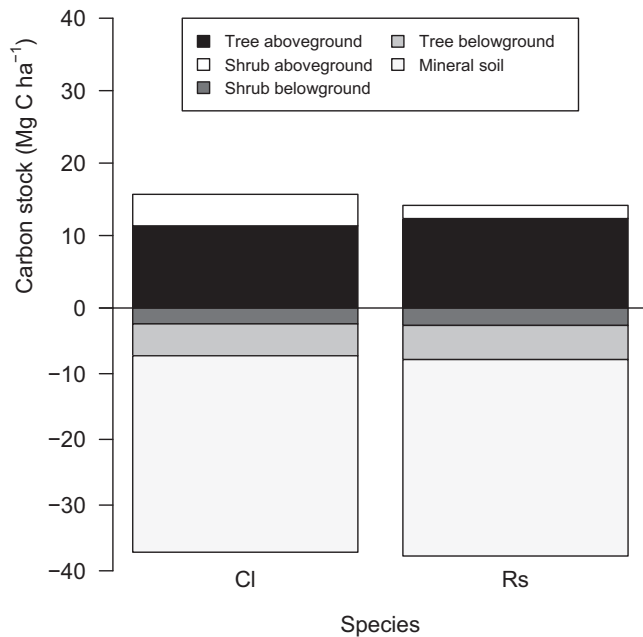 40
Tree aboveground
Tree belowground
Shrub aboveground
Mineral soil
Shrub belowground
30
20
10
0
−10
−20
−30
−40
Carbon stock (Mg C ha⁻¹)
Cl
Rs
Species